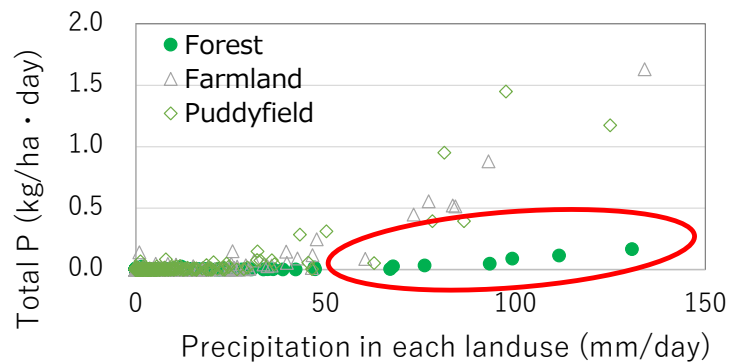 2.0
1.5
1.0
0.5
0.0
Total P (kg/ha・day)
Forest
Farmland
Puddyfield
0 50 100 150
Precipitation in each landuse (mm/day)